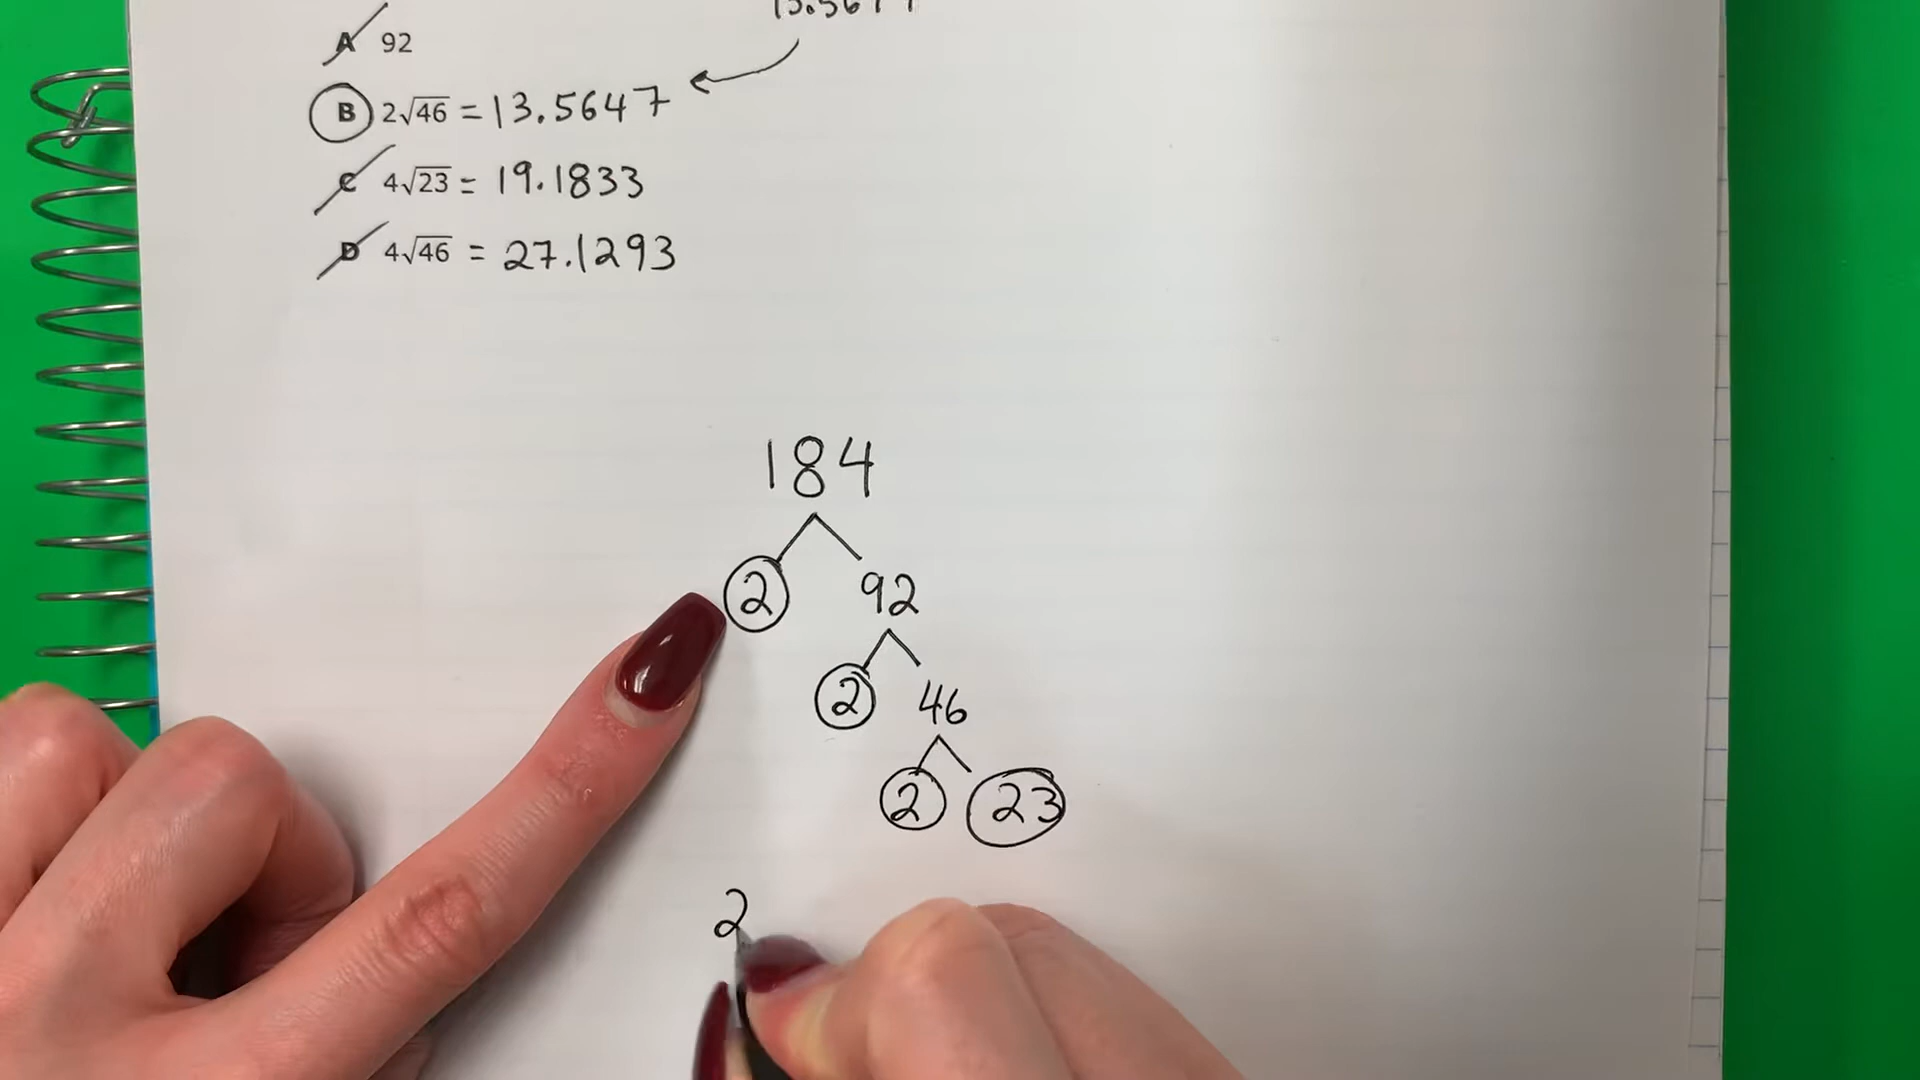 A 92
B 2√46 = 13.5647
C 4√23 = 19.1833
D 4√46 = 27.1293
184
2 92
2 46
2 23
2